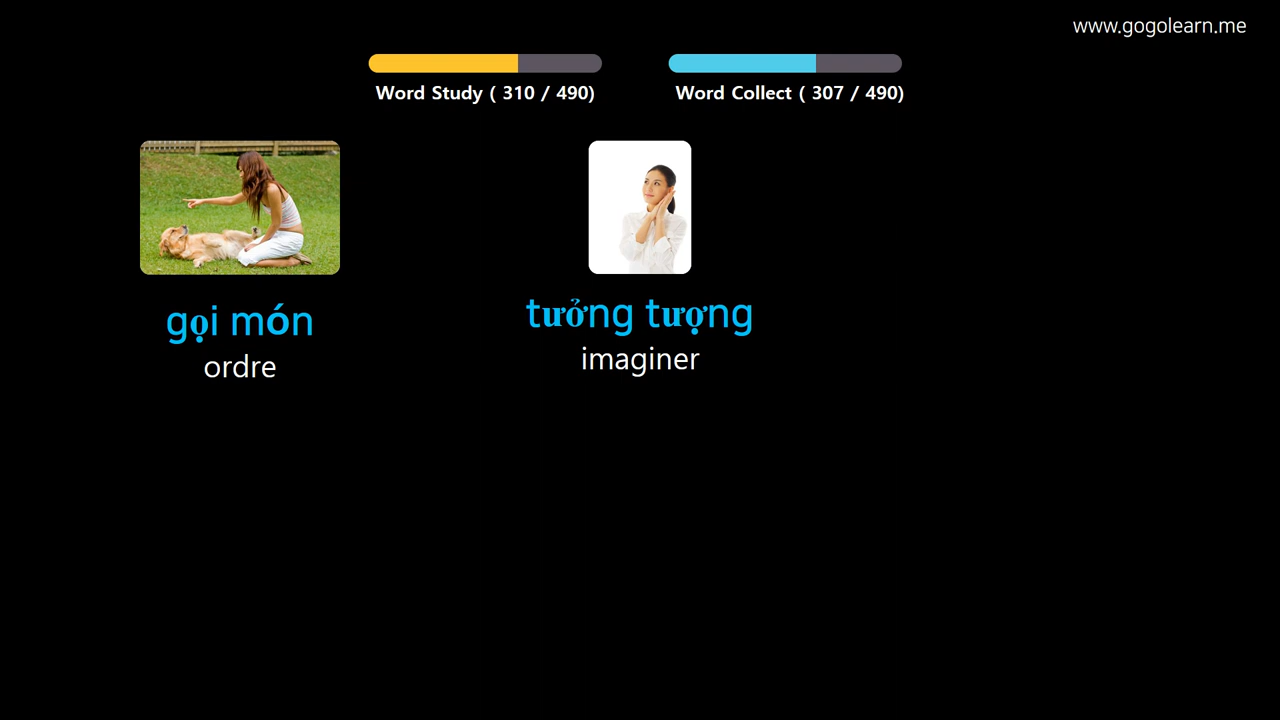 www.gogolearn.me
Word Study ( 310 / 490)
Word Collect ( 307 / 490)
gọi món
ordre
tưởng tượng
imaginer